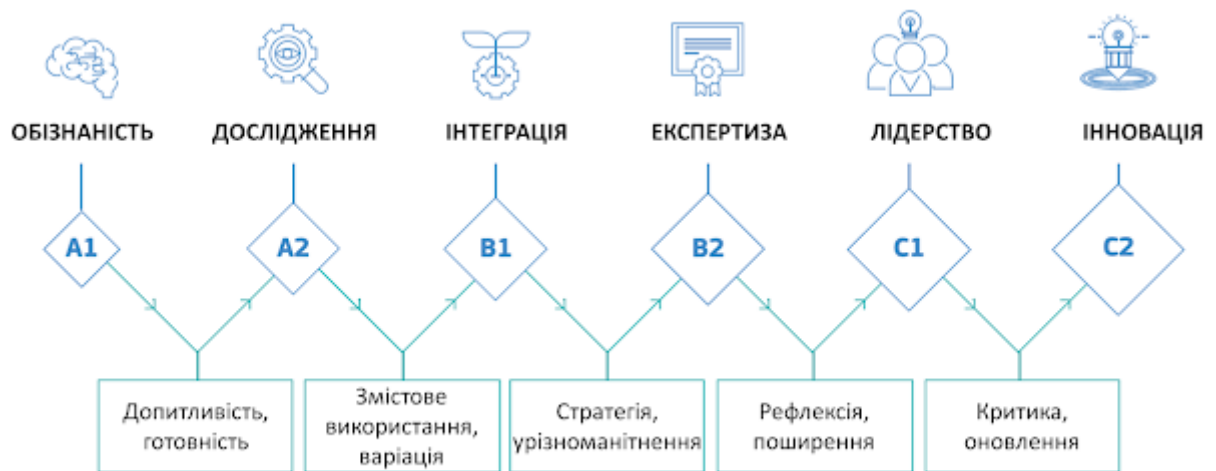 ОБІЗНАНІСТЬ ДОСЛІДЖЕННЯ ІНТЕГРАЦІЯ ЕКСПЕРТИЗА ЛІДЕРСТВО ІННОВАЦІЯ
A1 A2 B1 B2 C1 C2
Допитливість,
готовність
Змістове
використання,
варіація
Стратегія,
урізноманітнення
Рефлексія,
поширення
Критика,
оновлення